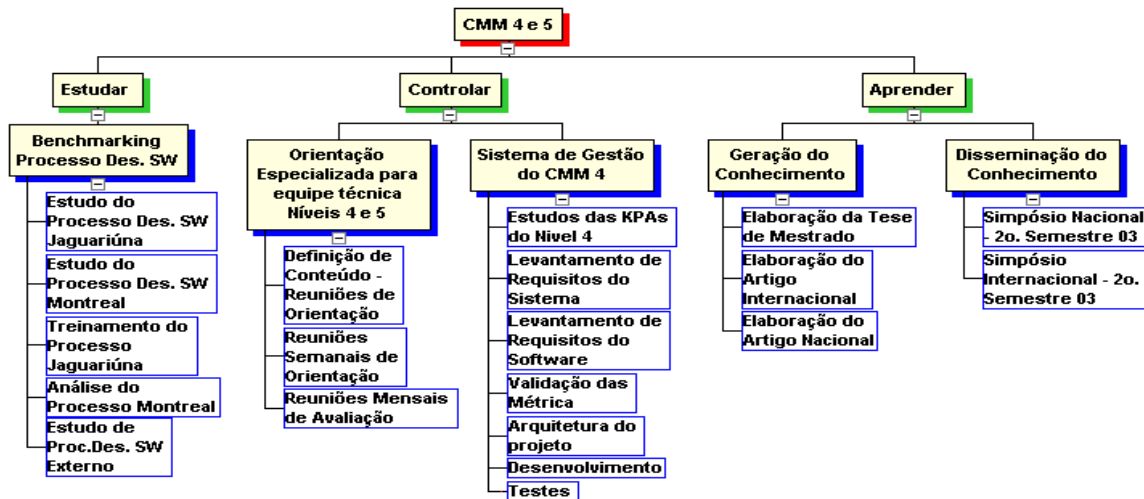 CMM 4 e 5
Estudar
Controlar
Aprender
Benchmarking
Processo Des. SW
Estudo do
Processo Des. SW
Jaguariúna
Estudo do
Processo Des. SW
Montreal
Treinamento do
Processo
Jaguariúna
Análise do
Processo Montreal
Estudo de
Proc.Des. SW
Externo
Orientação
Especializada para
equipe técnica
Níveis 4 e 5
Definição de
Conteúdo -
Reuniões de
Orientação
Reuniões
Semanais de
Orientação
Reuniões Mensais
de Avaliação
Sistema de Gestão
do CMM 4
Estudos das KPAs
do Nivel 4
Levantamento de
Requisitos do
Sistema
Levantamento de
Requisitos do
Software
Validação das
Métrica
Arquitetura do
projeto
Desenvolvimento
Testes
Geração do
Conhecimento
Elaboração da Tese
de Mestrado
Elaboração do
Artigo
Internacional
Elaboração do
Artigo Nacional
Disseminação do
Conhecimento
Simpósio Nacional
- 2o. Semestre 03
Simpósio
Internacional - 2o.
Semestre 03